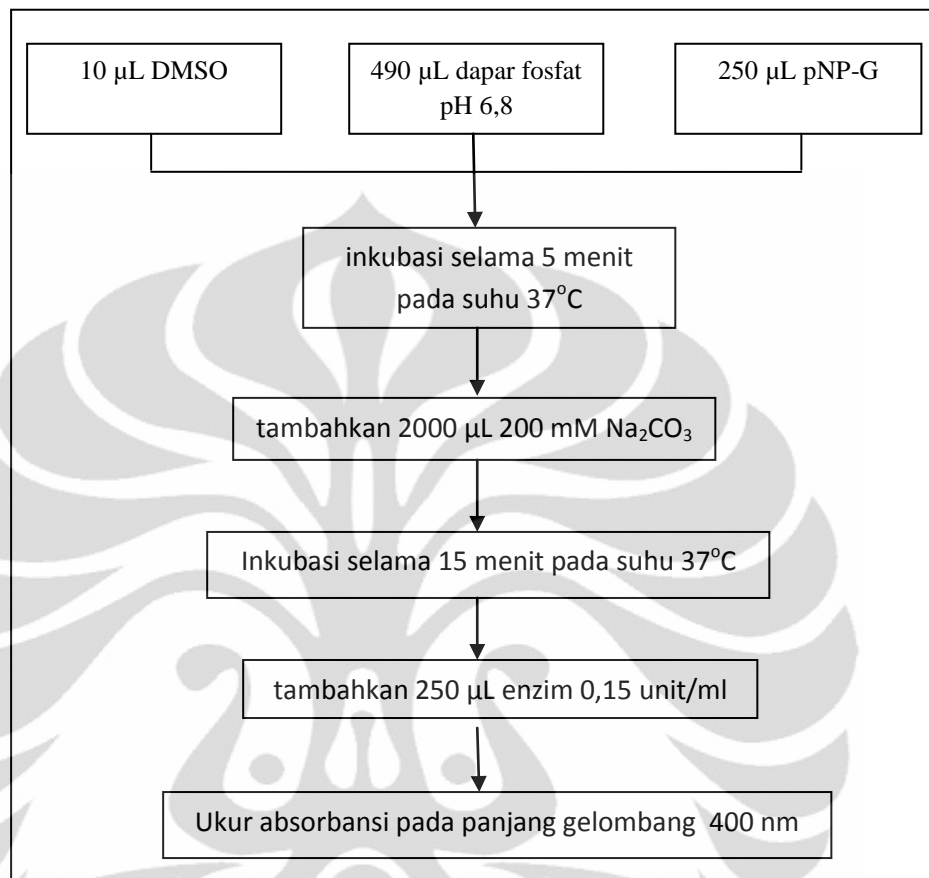 10 µL DMSO
490 µL dapar fosfat
pH 6,8
250 µL pNP-G
inkubasi selama 5 menit
pada suhu 37°C
tambahkan 2000 µL 200 mM Na₂CO₃
Inkubasi selama 15 menit pada suhu 37°C
tambahkan 250 µL enzim 0,15 unit/ml
Ukur absorbansi pada panjang gelombang 400 nm